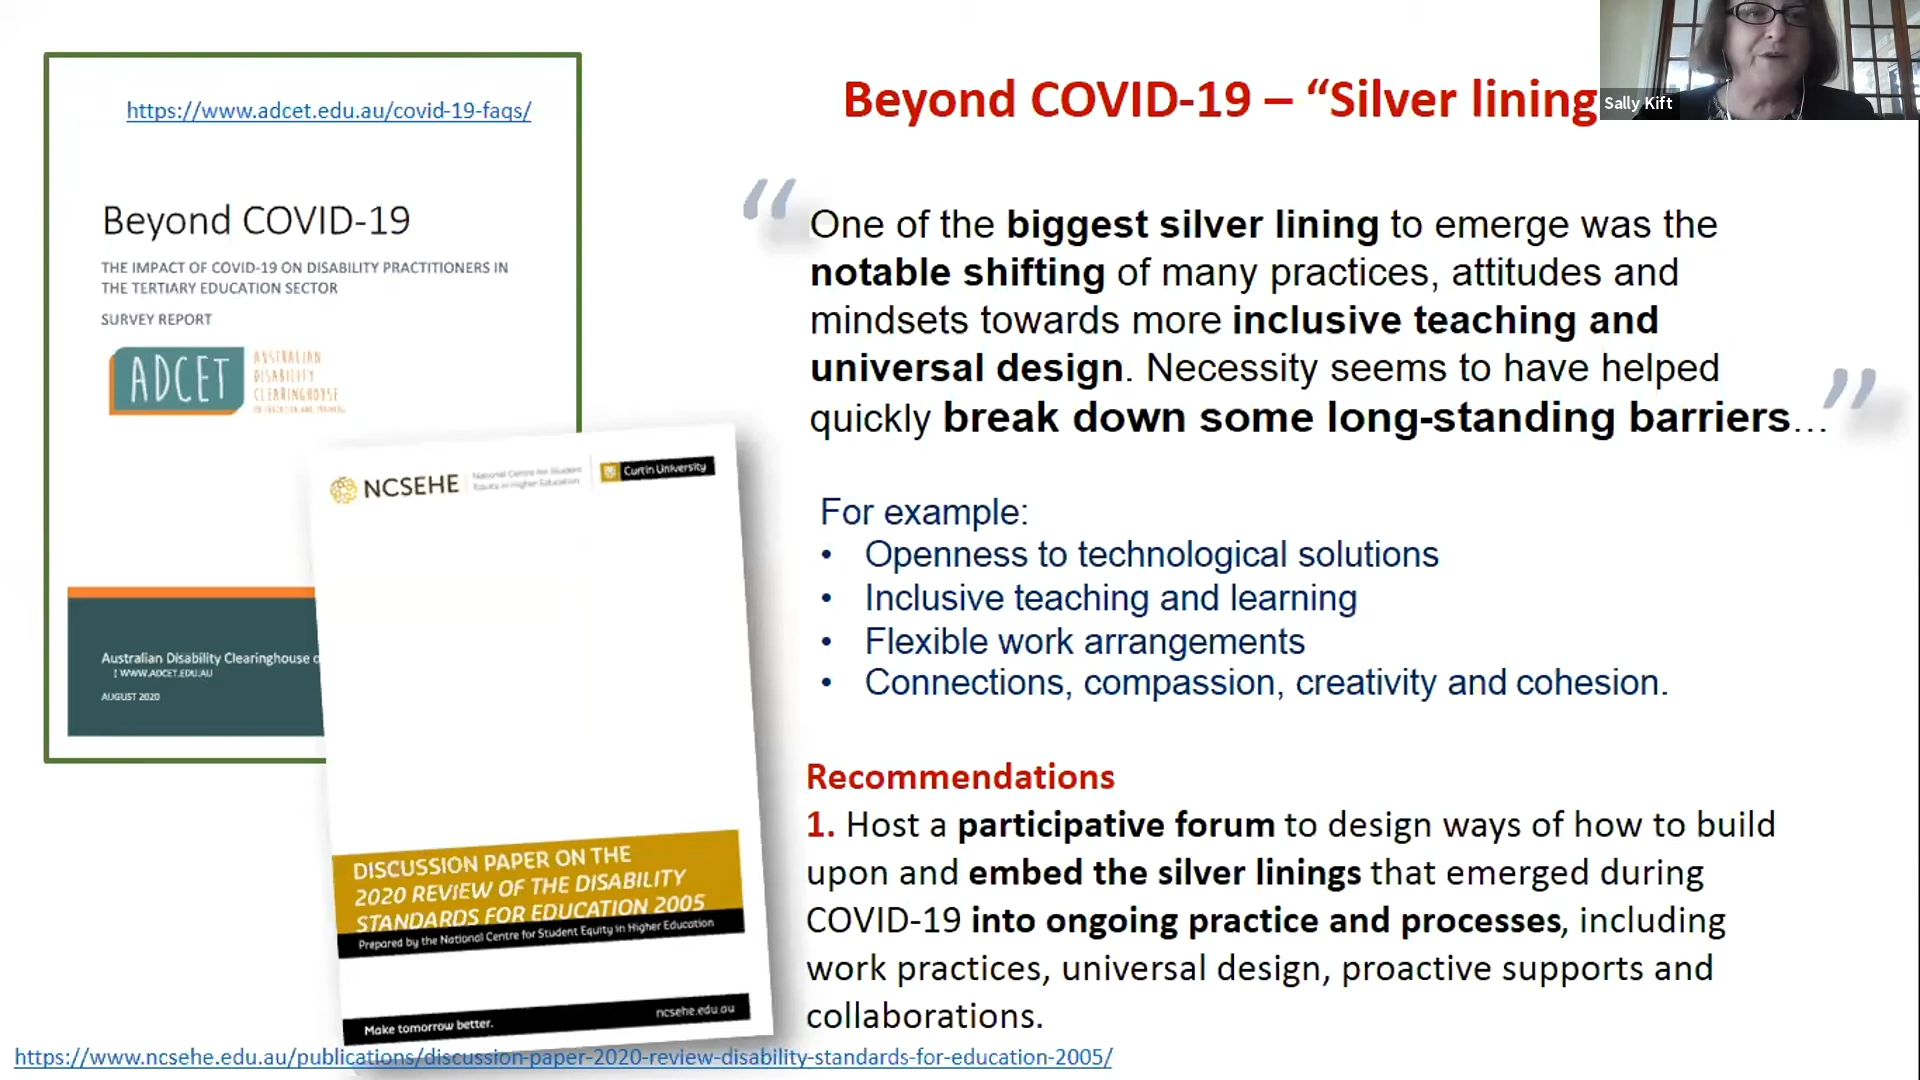 https://www.adcet.edu.au/covid-19-faqs/
Beyond COVID-19
THE IMPACT OF COVID-19 ON DISABILITY PRACTITIONERS IN
THE TERTIARY EDUCATION SECTOR
SURVEY REPORT
ADCET
AUSTRALIAN
DISABILITY
CLEARINGHOUSE
ON EDUCATION AND TRAINING
Australian Disability Clearinghouse o
| WWW.ADCET.EDU.AU
AUGUST 2020
NCSEHE
National Centre for Student
Equity in Higher Education
Curtin University
DISCUSSION PAPER ON THE
2020 REVIEW OF THE DISABILITY
STANDARDS FOR EDUCATION 2005
Prepared by the National Centre for Student Equity in Higher Education
Make tomorrow better.
ncsehe.edu.au
https://www.ncsehe.edu.au/publications/discussion-paper-2020-review-disability-standards-for-education-2005/
Beyond COVID-19 – “Silver lining
Sally Kift
“One of the biggest silver lining to emerge was the
notable shifting of many practices, attitudes and
mindsets towards more inclusive teaching and
universal design. Necessity seems to have helped
quickly break down some long-standing barriers…”
For example:
• Openness to technological solutions
• Inclusive teaching and learning
• Flexible work arrangements
• Connections, compassion, creativity and cohesion.
Recommendations
1. Host a participative forum to design ways of how to build
upon and embed the silver linings that emerged during
COVID-19 into ongoing practice and processes, including
work practices, universal design, proactive supports and
collaborations.